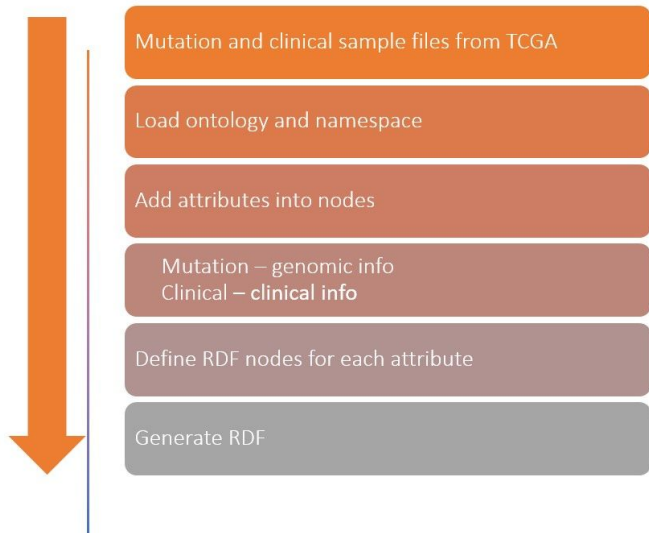 Mutation and clinical sample files from TCGA
Load ontology and namespace
Add attributes into nodes
Mutation – genomic info
Clinical – clinical info
Define RDF nodes for each attribute
Generate RDF